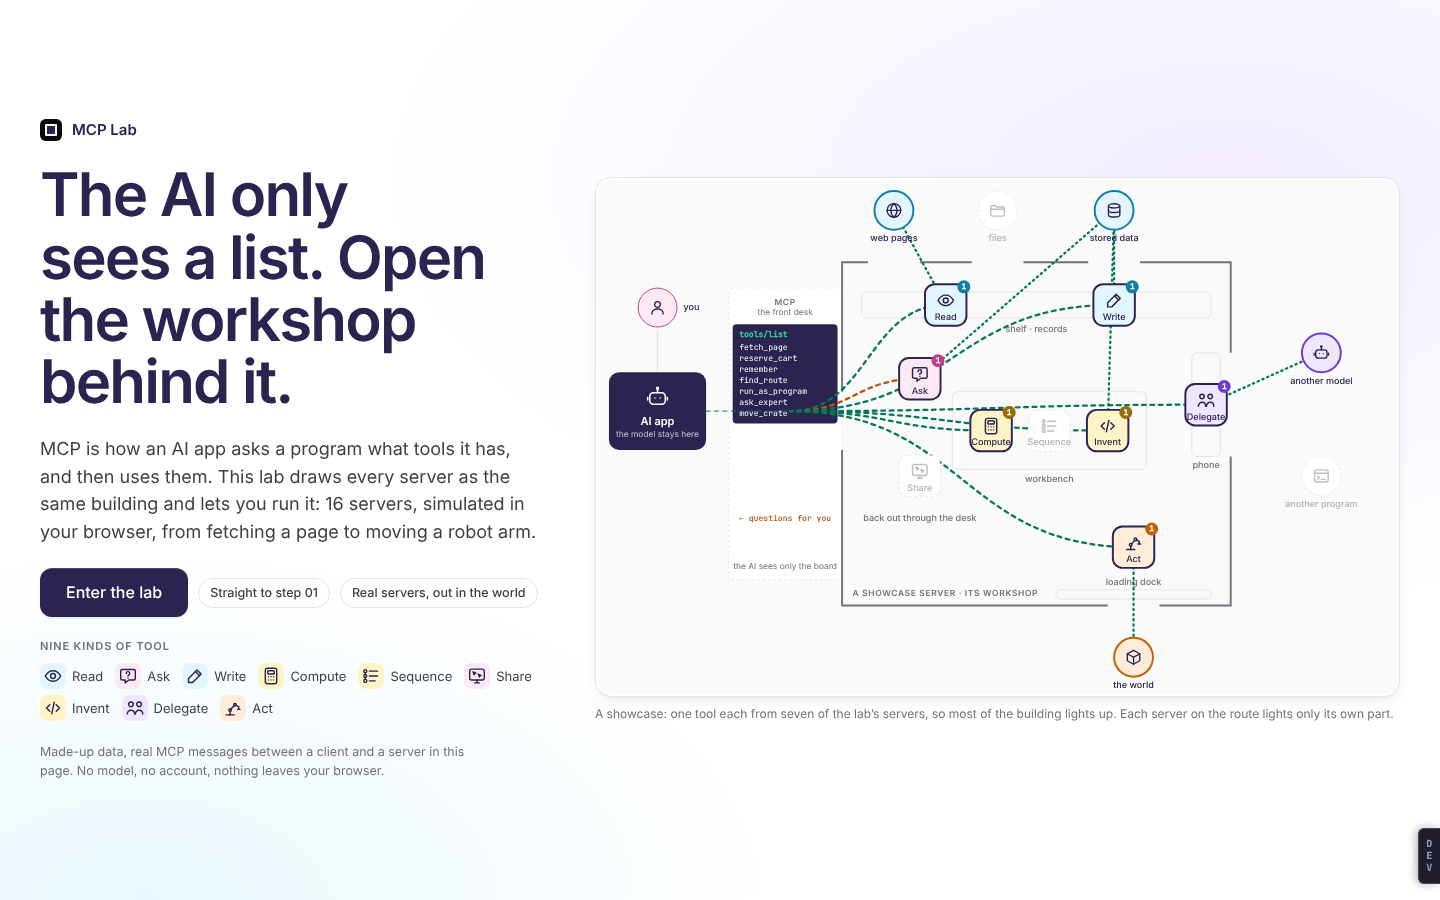 MCP Lab
The AI only
sees a list. Open
the workshop
behind it.
MCP is how an AI app asks a program what tools it has,
and then uses them. This lab draws every server as the
same building and lets you run it: 16 servers, simulated in
your browser, from fetching a page to moving a robot arm.
Enter the lab
Straight to step 01
Real servers, out in the world
NINE KINDS OF TOOL
Read
Ask
Write
Compute
Sequence
Share
Invent
Delegate
Act
Made-up data, real MCP messages between a client and a server in this
page. No model, no account, nothing leaves your browser.
web pages
files
stored data
you
AI app
the model stays here
MCP
the front desk
tools/list
fetch_page
reserve_cart
remember
find_route
run_as_program
ask_expert
move_crate
← questions for you
the AI sees only the board
1
Read
1
Write
shelf · records
1
Ask
1
Compute
Sequence
1
Invent
workbench
Share
back out through the desk
1
Delegate
phone
another model
another program
1
Act
loading dock
A SHOWCASE SERVER · ITS WORKSHOP
the world
A showcase: one tool each from seven of the lab's servers, so most of the building lights up. Each server on the route lights only its own part.
DEV